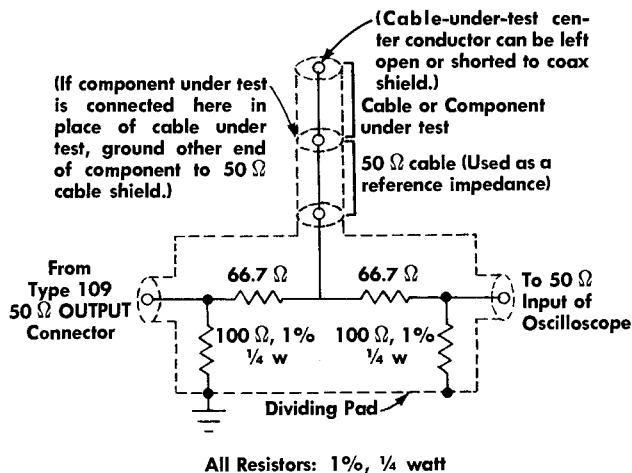 (Cable-under-test cen-
ter conductor can be left
open or shorted to coax
shield.)
(If component under test
is connected here in
place of cable under
test, ground other end
of component to 50 Ω
cable shield.)
Cable or Component
under test
50 Ω cable (Used as a
reference impedance)
From
Type 109
50 Ω OUTPUT
Connector
66.7 Ω
66.7 Ω
To 50 Ω
Input of
Oscilloscope
100 Ω, 1%
¼ w
100 Ω, 1%
¼ w
Dividing Pad
All Resistors: 1%, ¼ watt